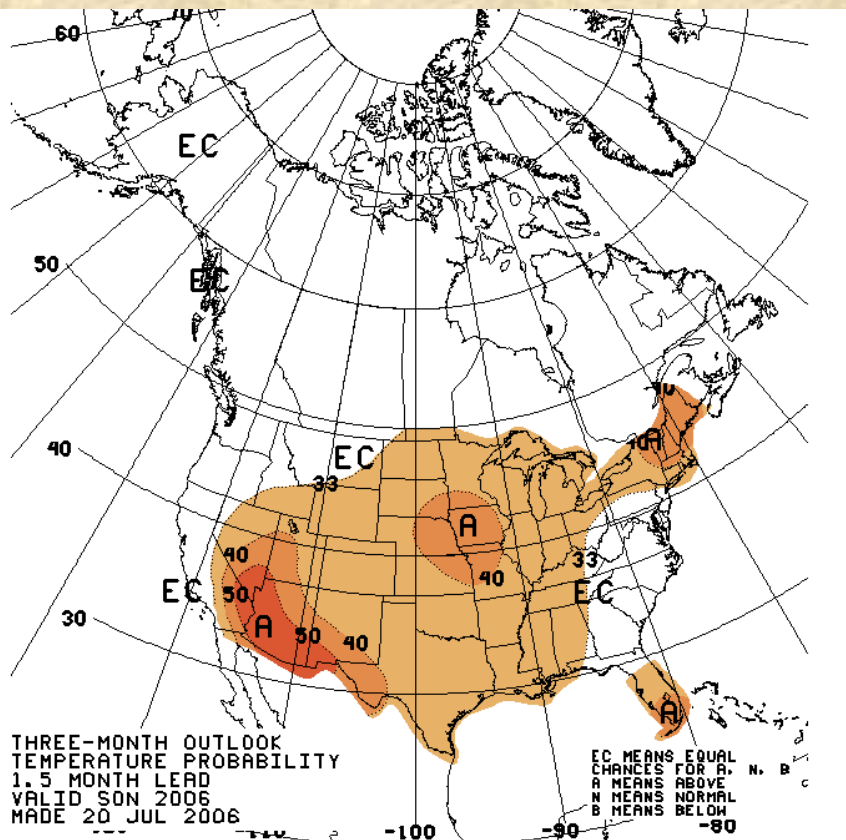 60
70
EC
50
EC
40
EC
33
40
A
A
40
50
A
50
40
40
33
EC
EC
30
A
THREE-MONTH OUTLOOK
TEMPERATURE PROBABILITY
1.5 MONTH LEAD
VALID SON 2006
MADE 20 JUL 2006
EC MEANS EQUAL
CHANCES FOR A, N, B
A MEANS ABOVE
N MEANS NORMAL
B MEANS BELOW
-100
-90
-80